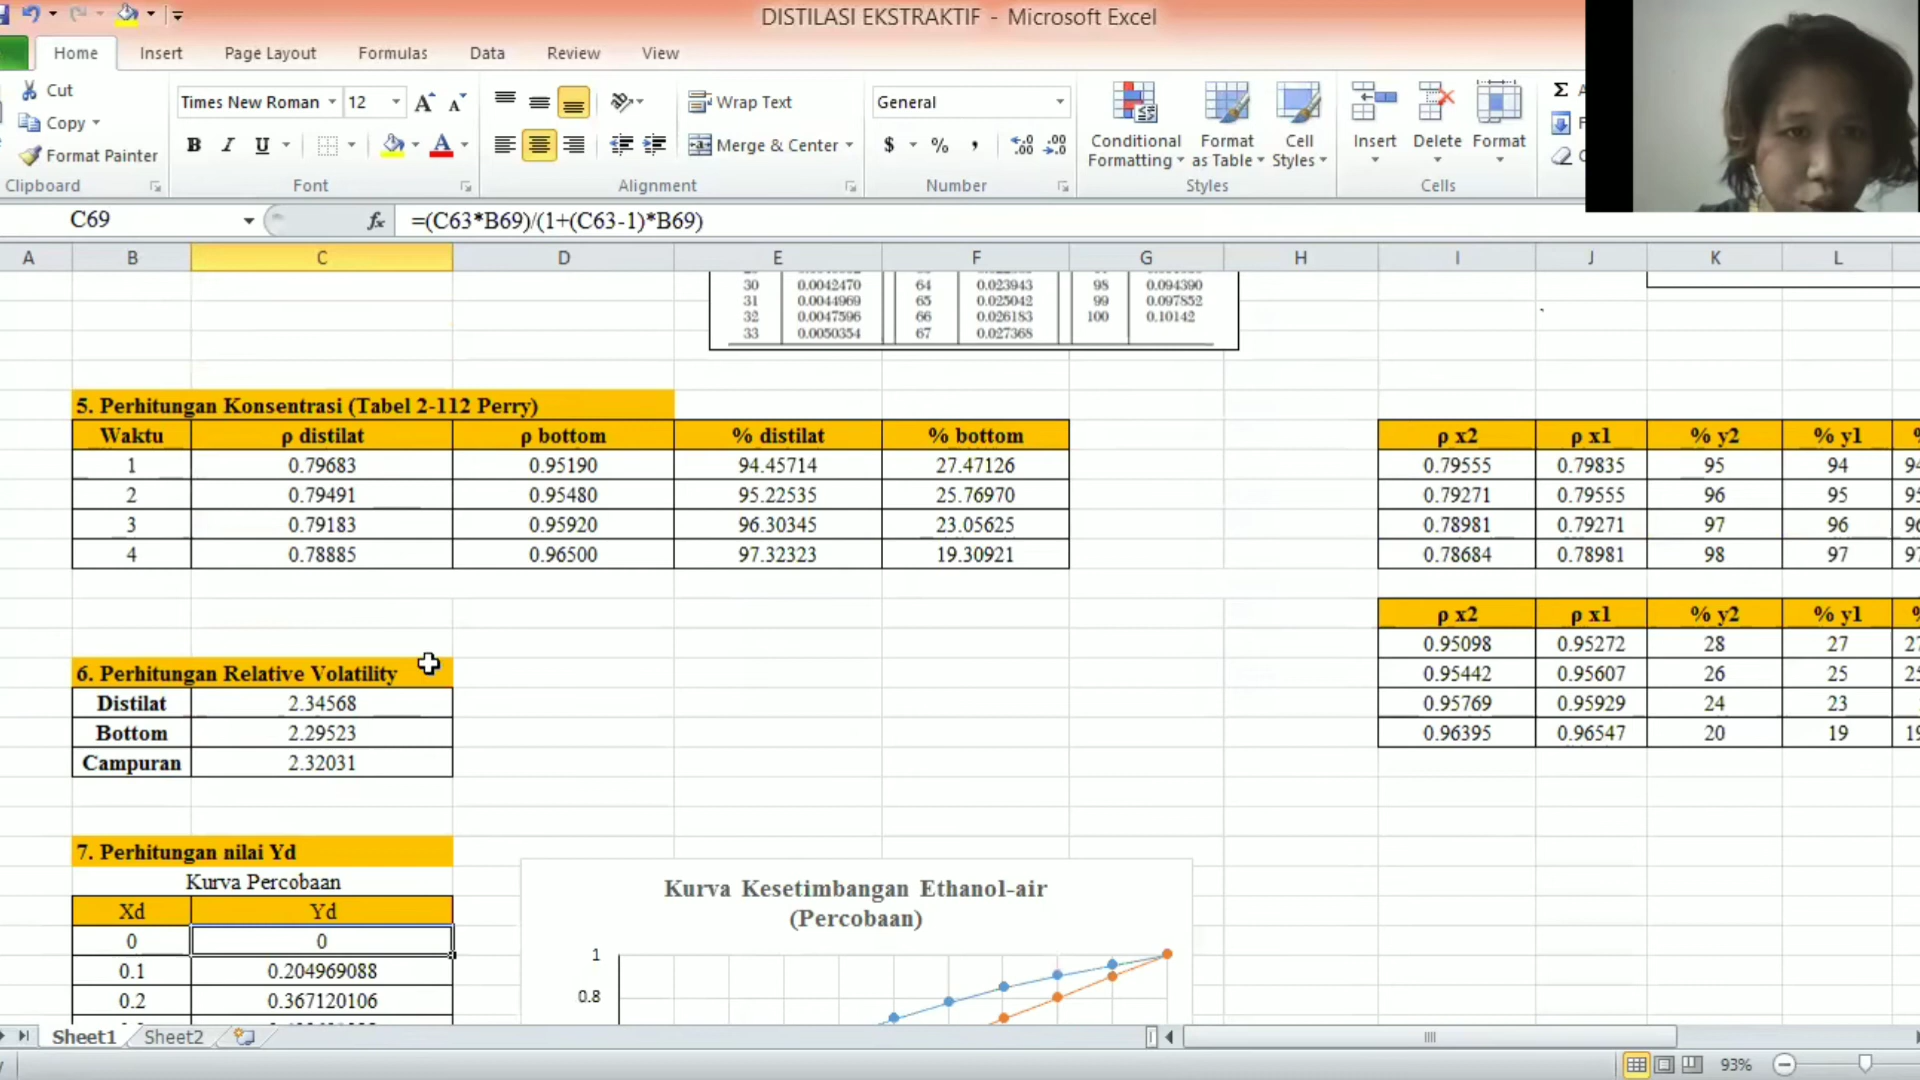 DISTILASI EKSTRAKTIF - Microsoft Excel
Home Insert Page Layout Formulas Data Review View
Cut
Copy
Format Painter
Clipboard
Times New Roman 12
B I U
Font
Wrap Text
Merge & Center
Alignment
General
$ % ,
Number
Conditional Formatting
Format as Table
Cell Styles
Styles
Insert Delete Format
Cells
C69 fx =(C63*B69)/(1+(C63-1)*B69)
A B C D E F G H I J K L
30 0.0042470 64 0.023943 98 0.094390
31 0.0044969 65 0.025042 99 0.097852
32 0.0047596 66 0.026183 100 0.10142
33 0.0050354 67 0.027368
5. Perhitungan Konsentrasi (Tabel 2-112 Perry)
Waktu ρ distilat ρ bottom % distilat % bottom
1 0.79683 0.95190 94.45714 27.47126
2 0.79491 0.95480 95.22535 25.76970
3 0.79183 0.95920 96.30345 23.05625
4 0.78885 0.96500 97.32323 19.30921
ρ x2 ρ x1 % y2 % y1
0.79555 0.79835 95 94
0.79271 0.79555 96 95
0.78981 0.79271 97 96
0.78684 0.78981 98 97
ρ x2 ρ x1 % y2 % y1
0.95098 0.95272 28 27
0.95442 0.95607 26 25
0.95769 0.95929 24 23
0.96395 0.96547 20 19
6. Perhitungan Relative Volatility
Distilat 2.34568
Bottom 2.29523
Campuran 2.32031
7. Perhitungan nilai Yd
Kurva Percobaan
Xd Yd
0 0
0.1 0.204969088
0.2 0.367120106
Kurva Kesetimbangan Ethanol-air
(Percobaan)
1
0.8
Sheet1 Sheet2
93%